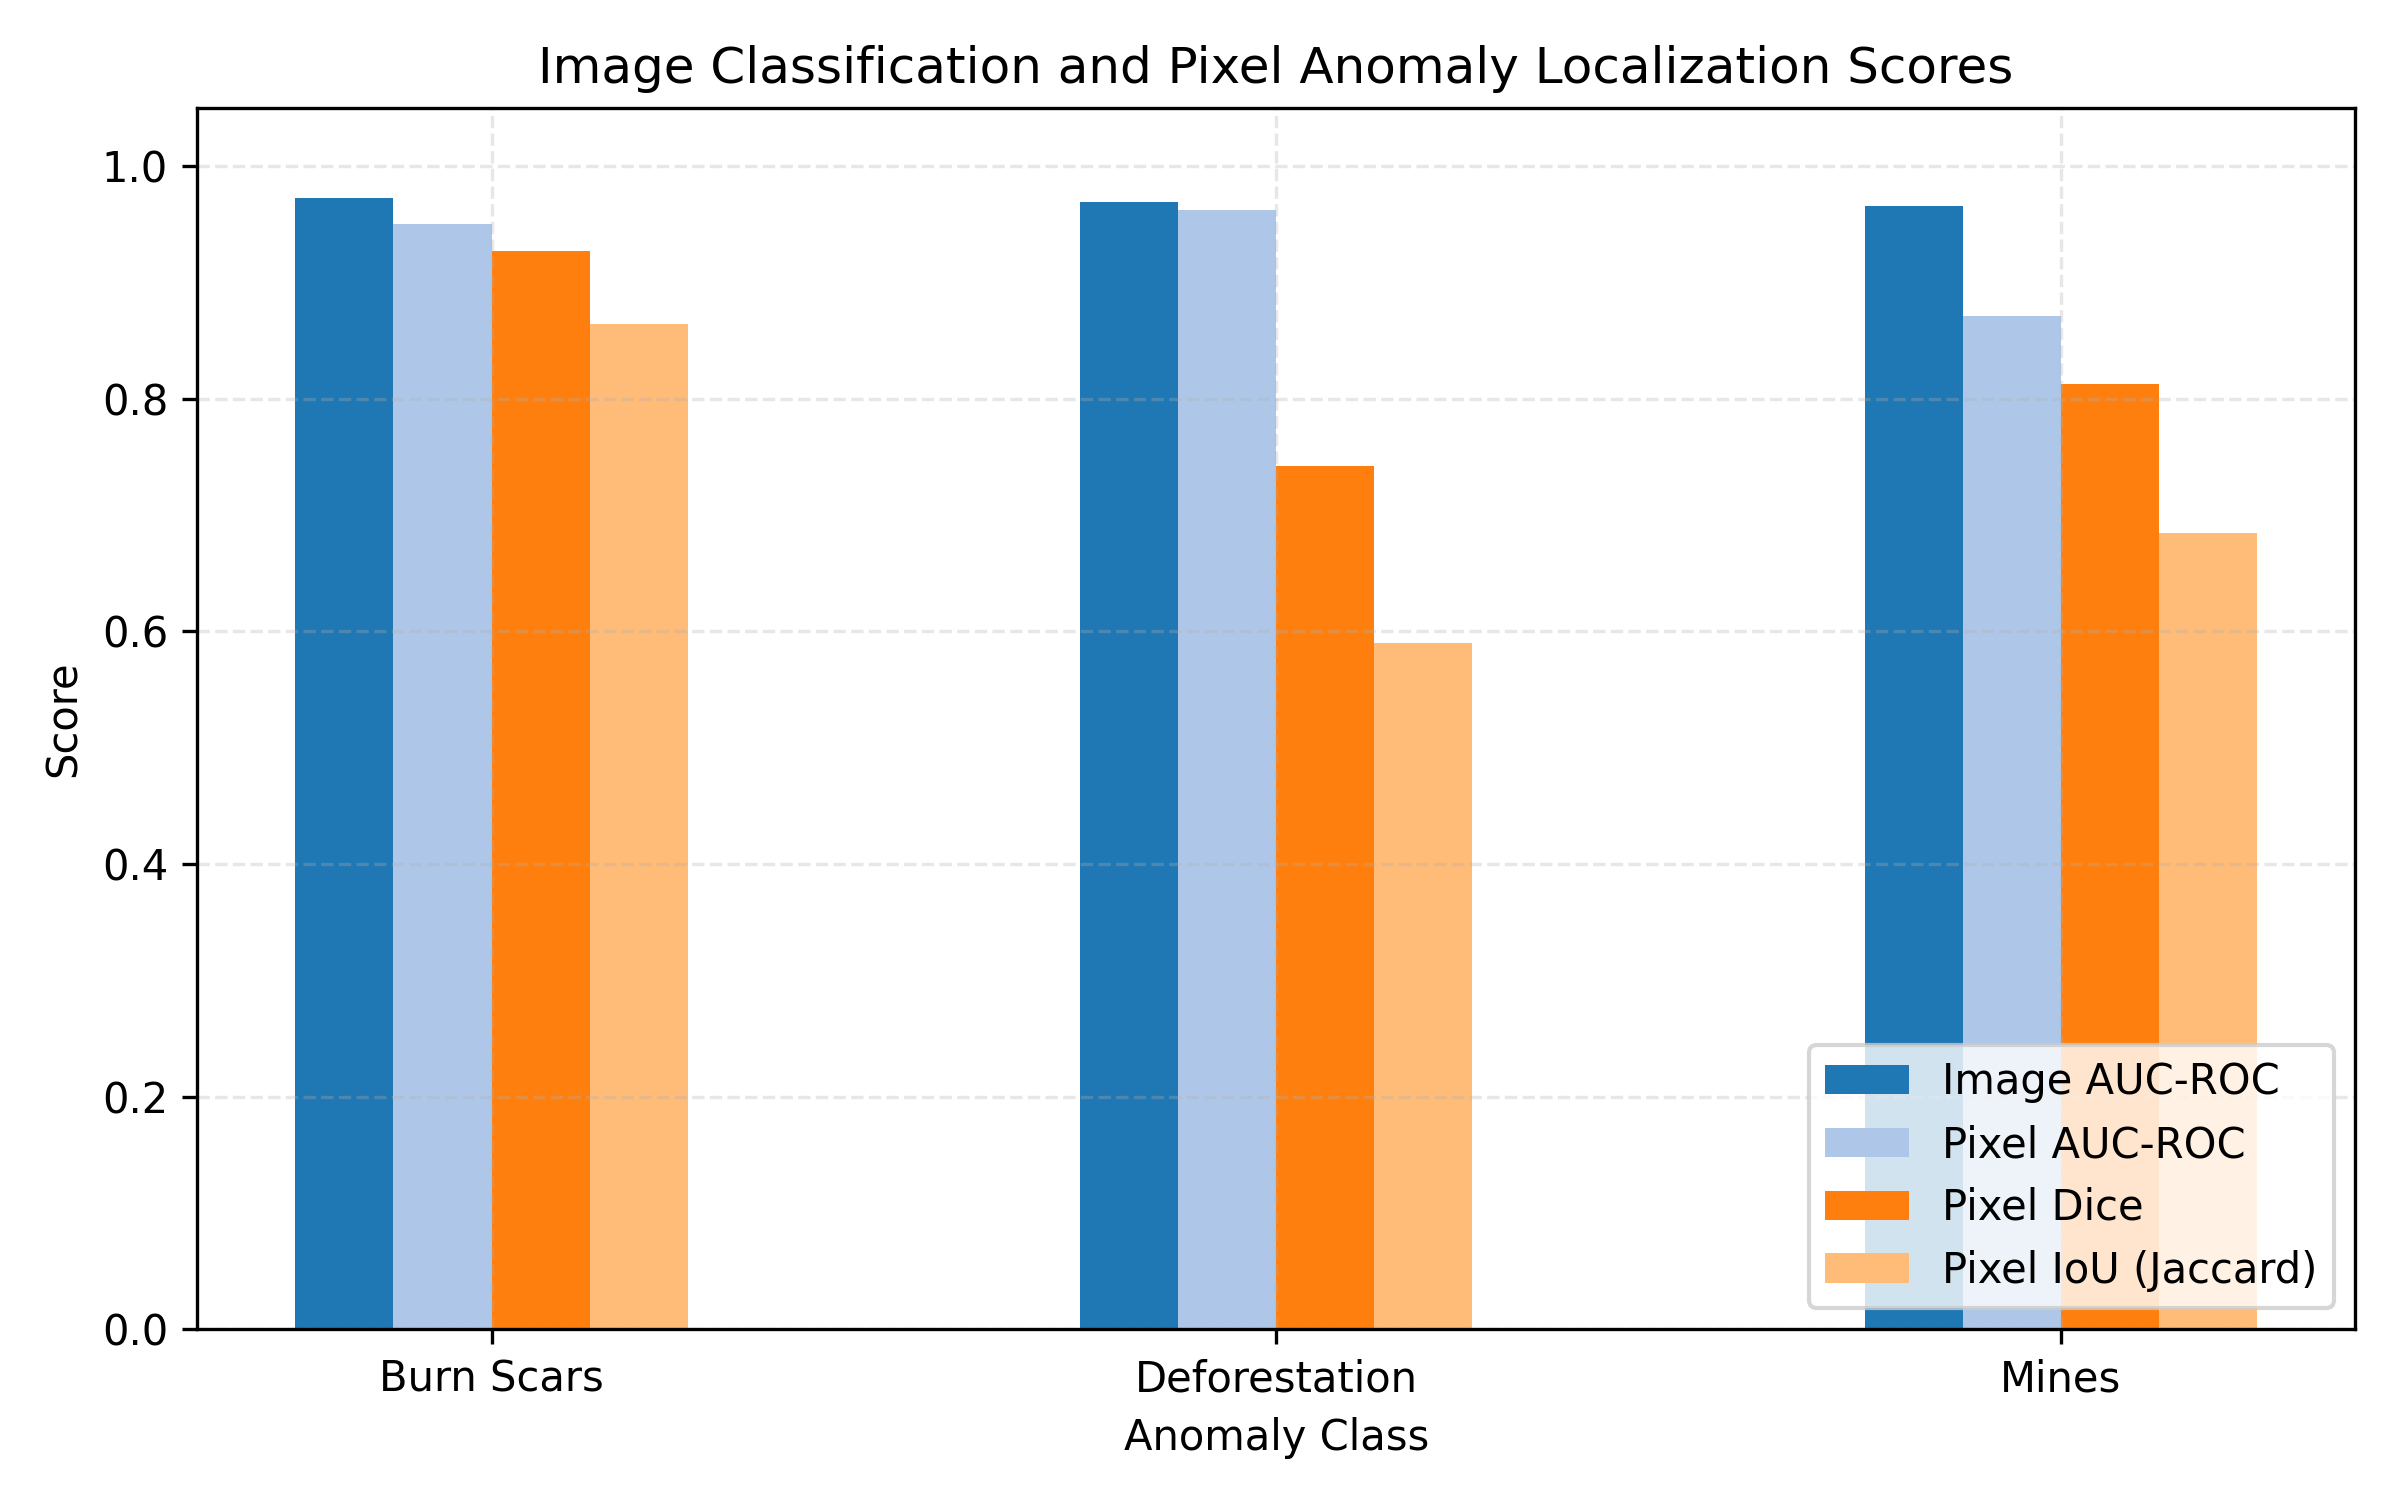 Image Classification and Pixel Anomaly Localization Scores
1.0
0.8
0.6
0.4
0.2
0.0
Score
Burn Scars
Deforestation
Mines
Anomaly Class
Image AUC-ROC
Pixel AUC-ROC
Pixel Dice
Pixel IoU (Jaccard)